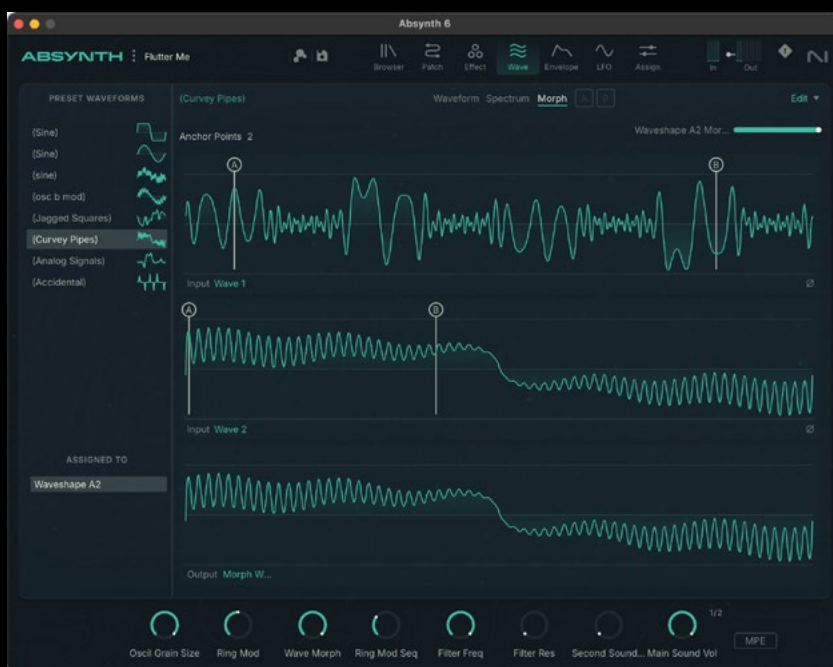 Absynth 6
ABSYNTH : Flutter Me
Browser Patch Effect Wave Envelope LFO Assign In Out
PRESET WAVEFORMS
(Curvey Pipes) Waveform Spectrum Morph A B Edit
(Sine)
(Sine)
(sine)
(osc b mod)
(Jagged Squares)
(Curvey Pipes)
(Analog Signals)
(Accidental)
Anchor Points 2 Waveshape A2 Mor...
A B
Input Wave 1
A B
Input Wave 2
ASSIGNED TO
Waveshape A2
Output Morph W...
1/2
Oscil Grain Size Ring Mod Wave Morph Ring Mod Seq Filter Freq Filter Res Second Sound... Main Sound Vol MPE